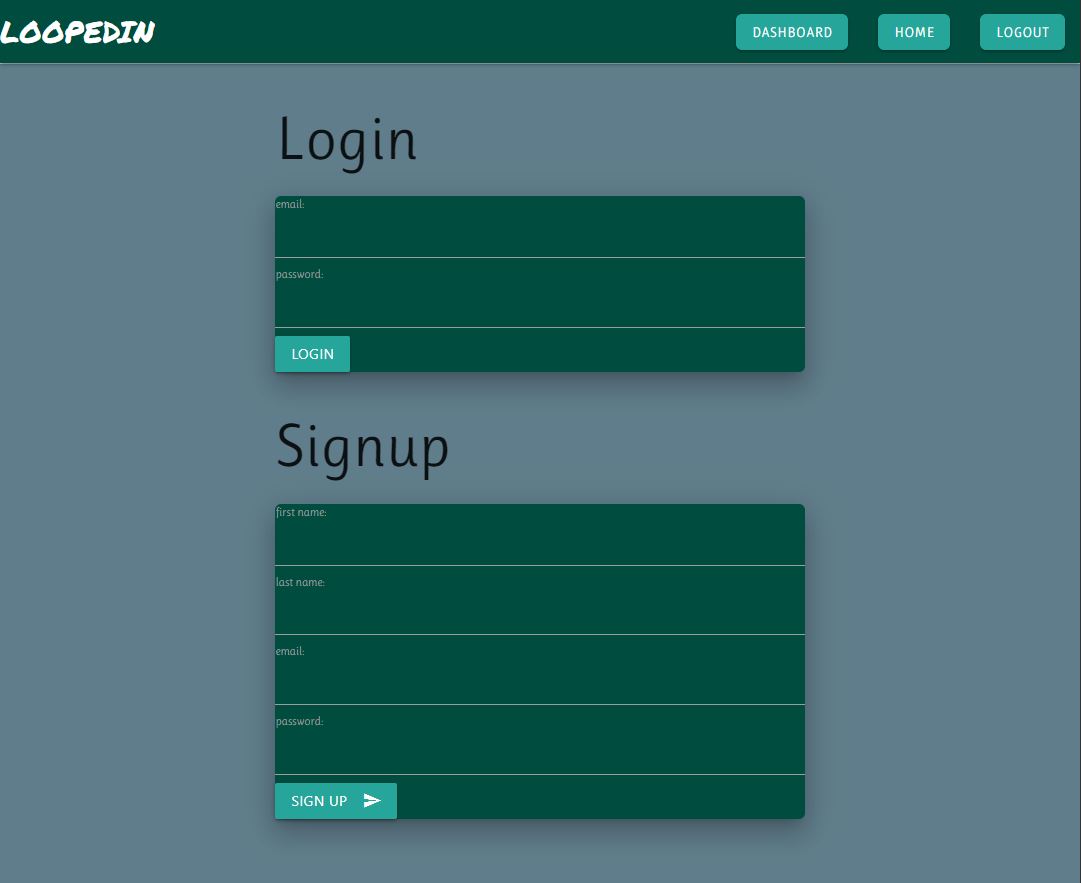 LOOPEDIN DASHBOARD HOME LOGOUT
Login
email:
password:
LOGIN
Signup
first name:
last name:
email:
password:
SIGN UP